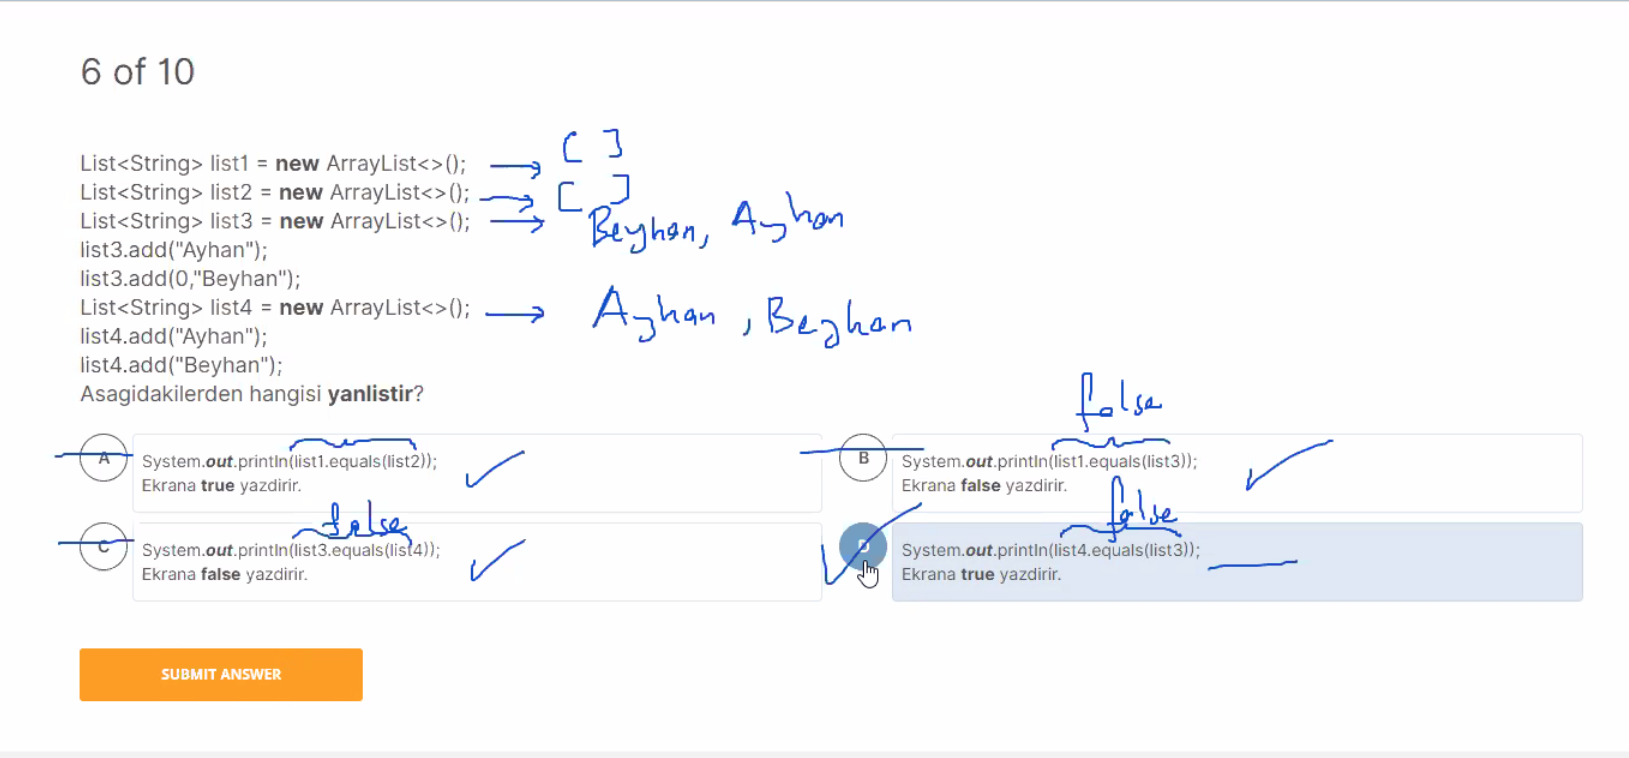 6 of 10
List<String> list1 = new ArrayList<>(); [ ]
List<String> list2 = new ArrayList<>(); [ ]
List<String> list3 = new ArrayList<>(); Beyhan, Ayhan
list3.add("Ayhan");
list3.add(0,"Beyhan");
List<String> list4 = new ArrayList<>(); Ayhan , Beyhan
list4.add("Ayhan");
list4.add("Beyhan");
Asagidakilerden hangisi yanlistir?
A
System.out.println(list1.equals(list2));
Ekrana true yazdirir.
false
B
System.out.println(list1.equals(list3));
Ekrana false yazdirir.
false
C
System.out.println(list3.equals(list4));
Ekrana false yazdirir.
false
D
System.out.println(list4.equals(list3));
Ekrana true yazdirir.
SUBMIT ANSWER